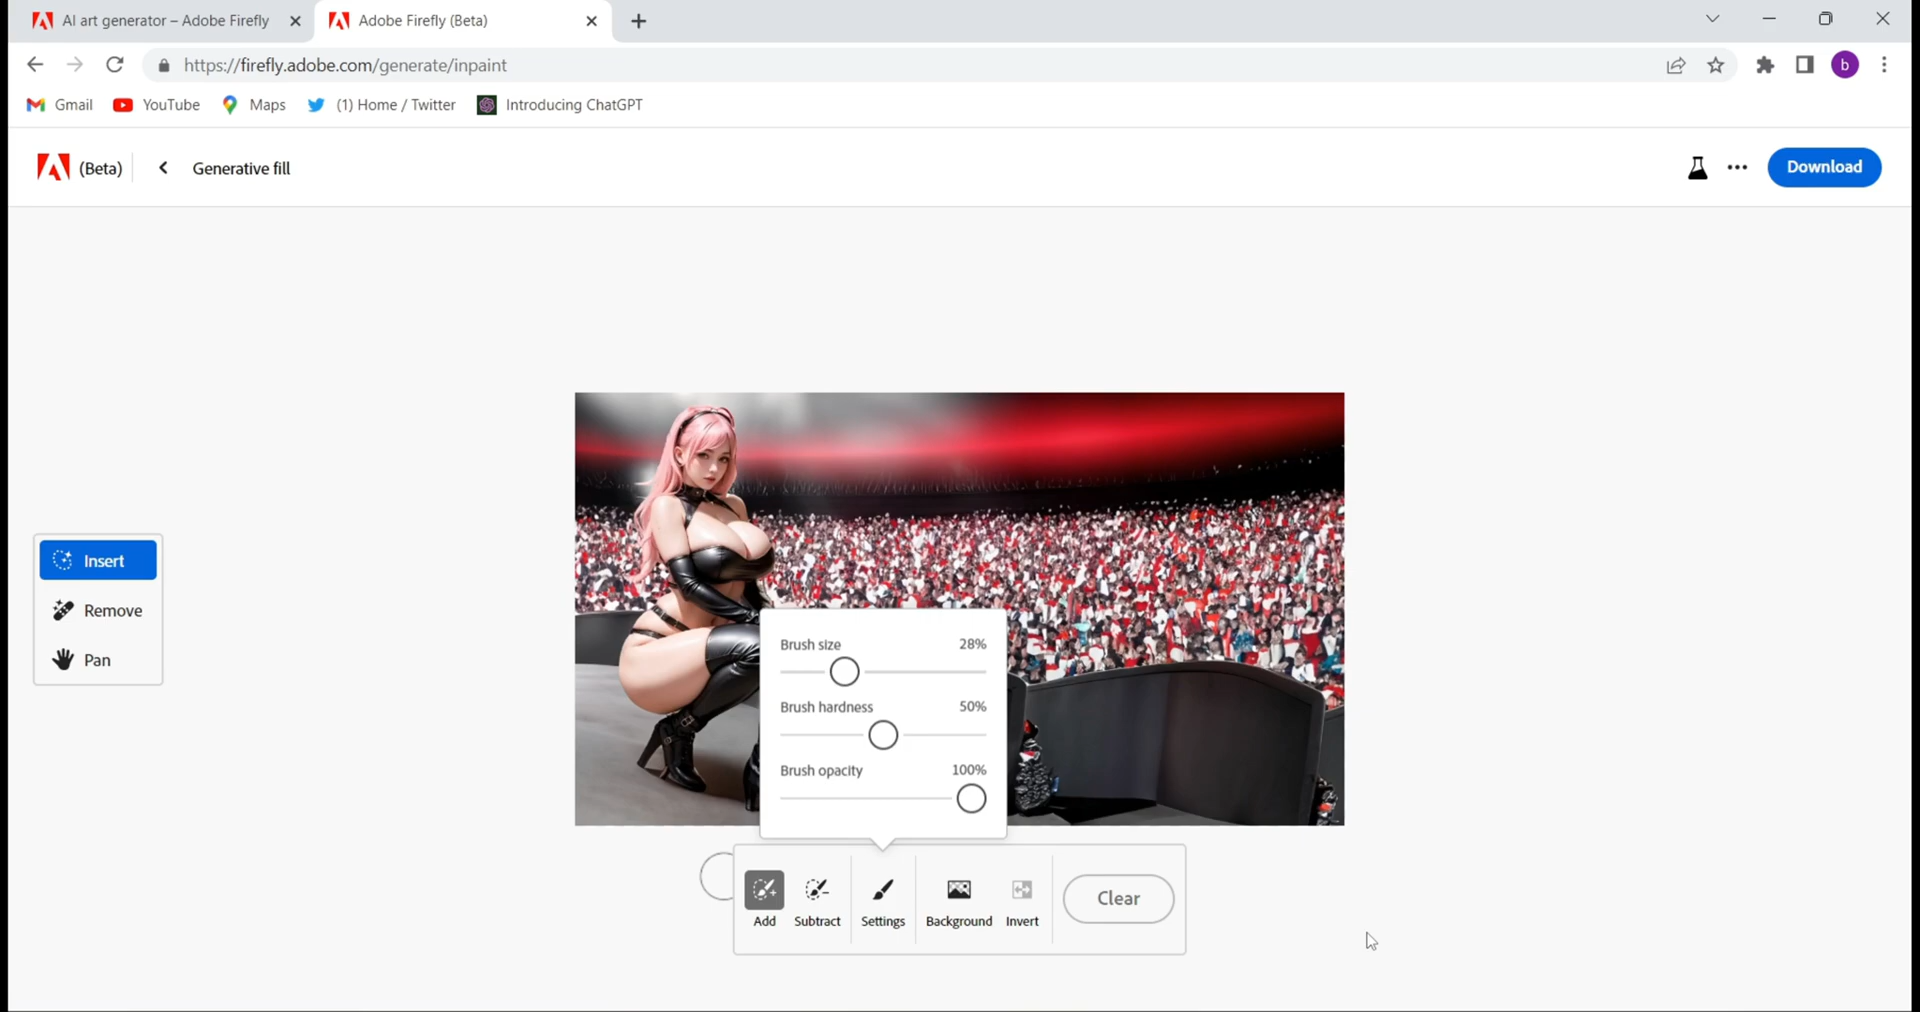 AI art generator – Adobe Firefly
Adobe Firefly (Beta)
https://firefly.adobe.com/generate/inpaint
b
Gmail
YouTube
Maps
(1) Home / Twitter
Introducing ChatGPT
(Beta)
Generative fill
Download
Insert
Remove
Pan
Brush size 28%
Brush hardness 50%
Brush opacity 100%
Add
Subtract
Settings
Background
Invert
Clear